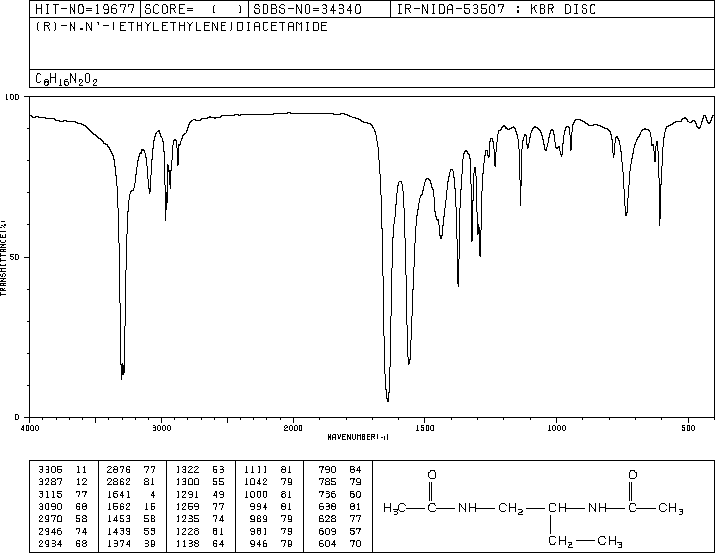 HIT-NO=19677 SCORE= ( ) SDBS-NO=34340 IR-NIDA-53507 : KBR DISC
(R)-N,N'-(ETHYLETHYLENE)DIACETAMIDE
C8H16N2O2
100
50
0
TRANSMITTANCE(%)
4000 3000 2000 1500 1000 500
WAVENUMBER(-1)
3305 11 2876 77 1322 53 1111 81 790 84
3287 12 2862 81 1300 55 1042 79 785 79
3115 77 1641 4 1291 49 1000 81 736 60
3090 68 1562 16 1259 77 994 81 638 81
2970 58 1453 58 1235 74 989 79 628 77
2946 74 1439 53 1228 81 981 79 609 57
2934 68 1374 39 1138 64 946 79 604 70
O O
H3C C NH CH2 CH NH C CH3
CH2 CH3